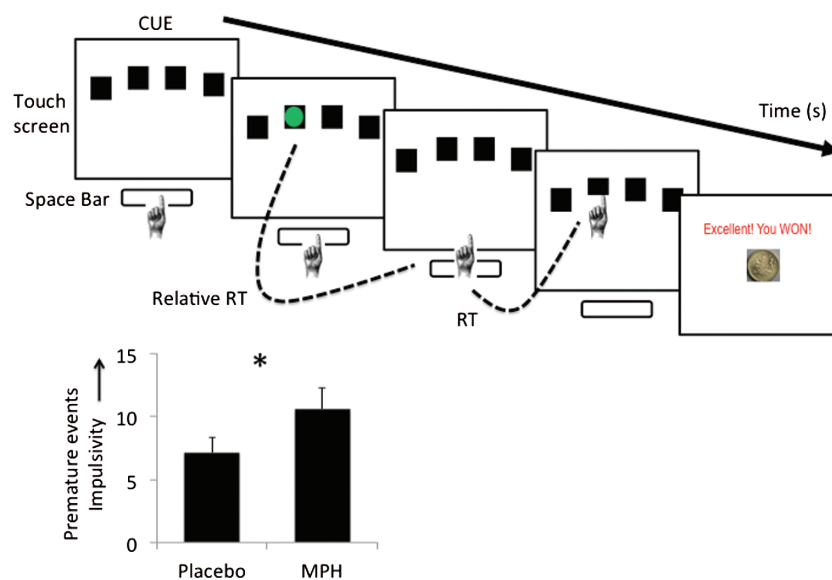 CUE
Touch
screen
Time (s)
Space Bar
Excellent! You WON!
Relative RT
RT
Premature events
Impulsivity
15
10
5
0
*
Placebo
MPH